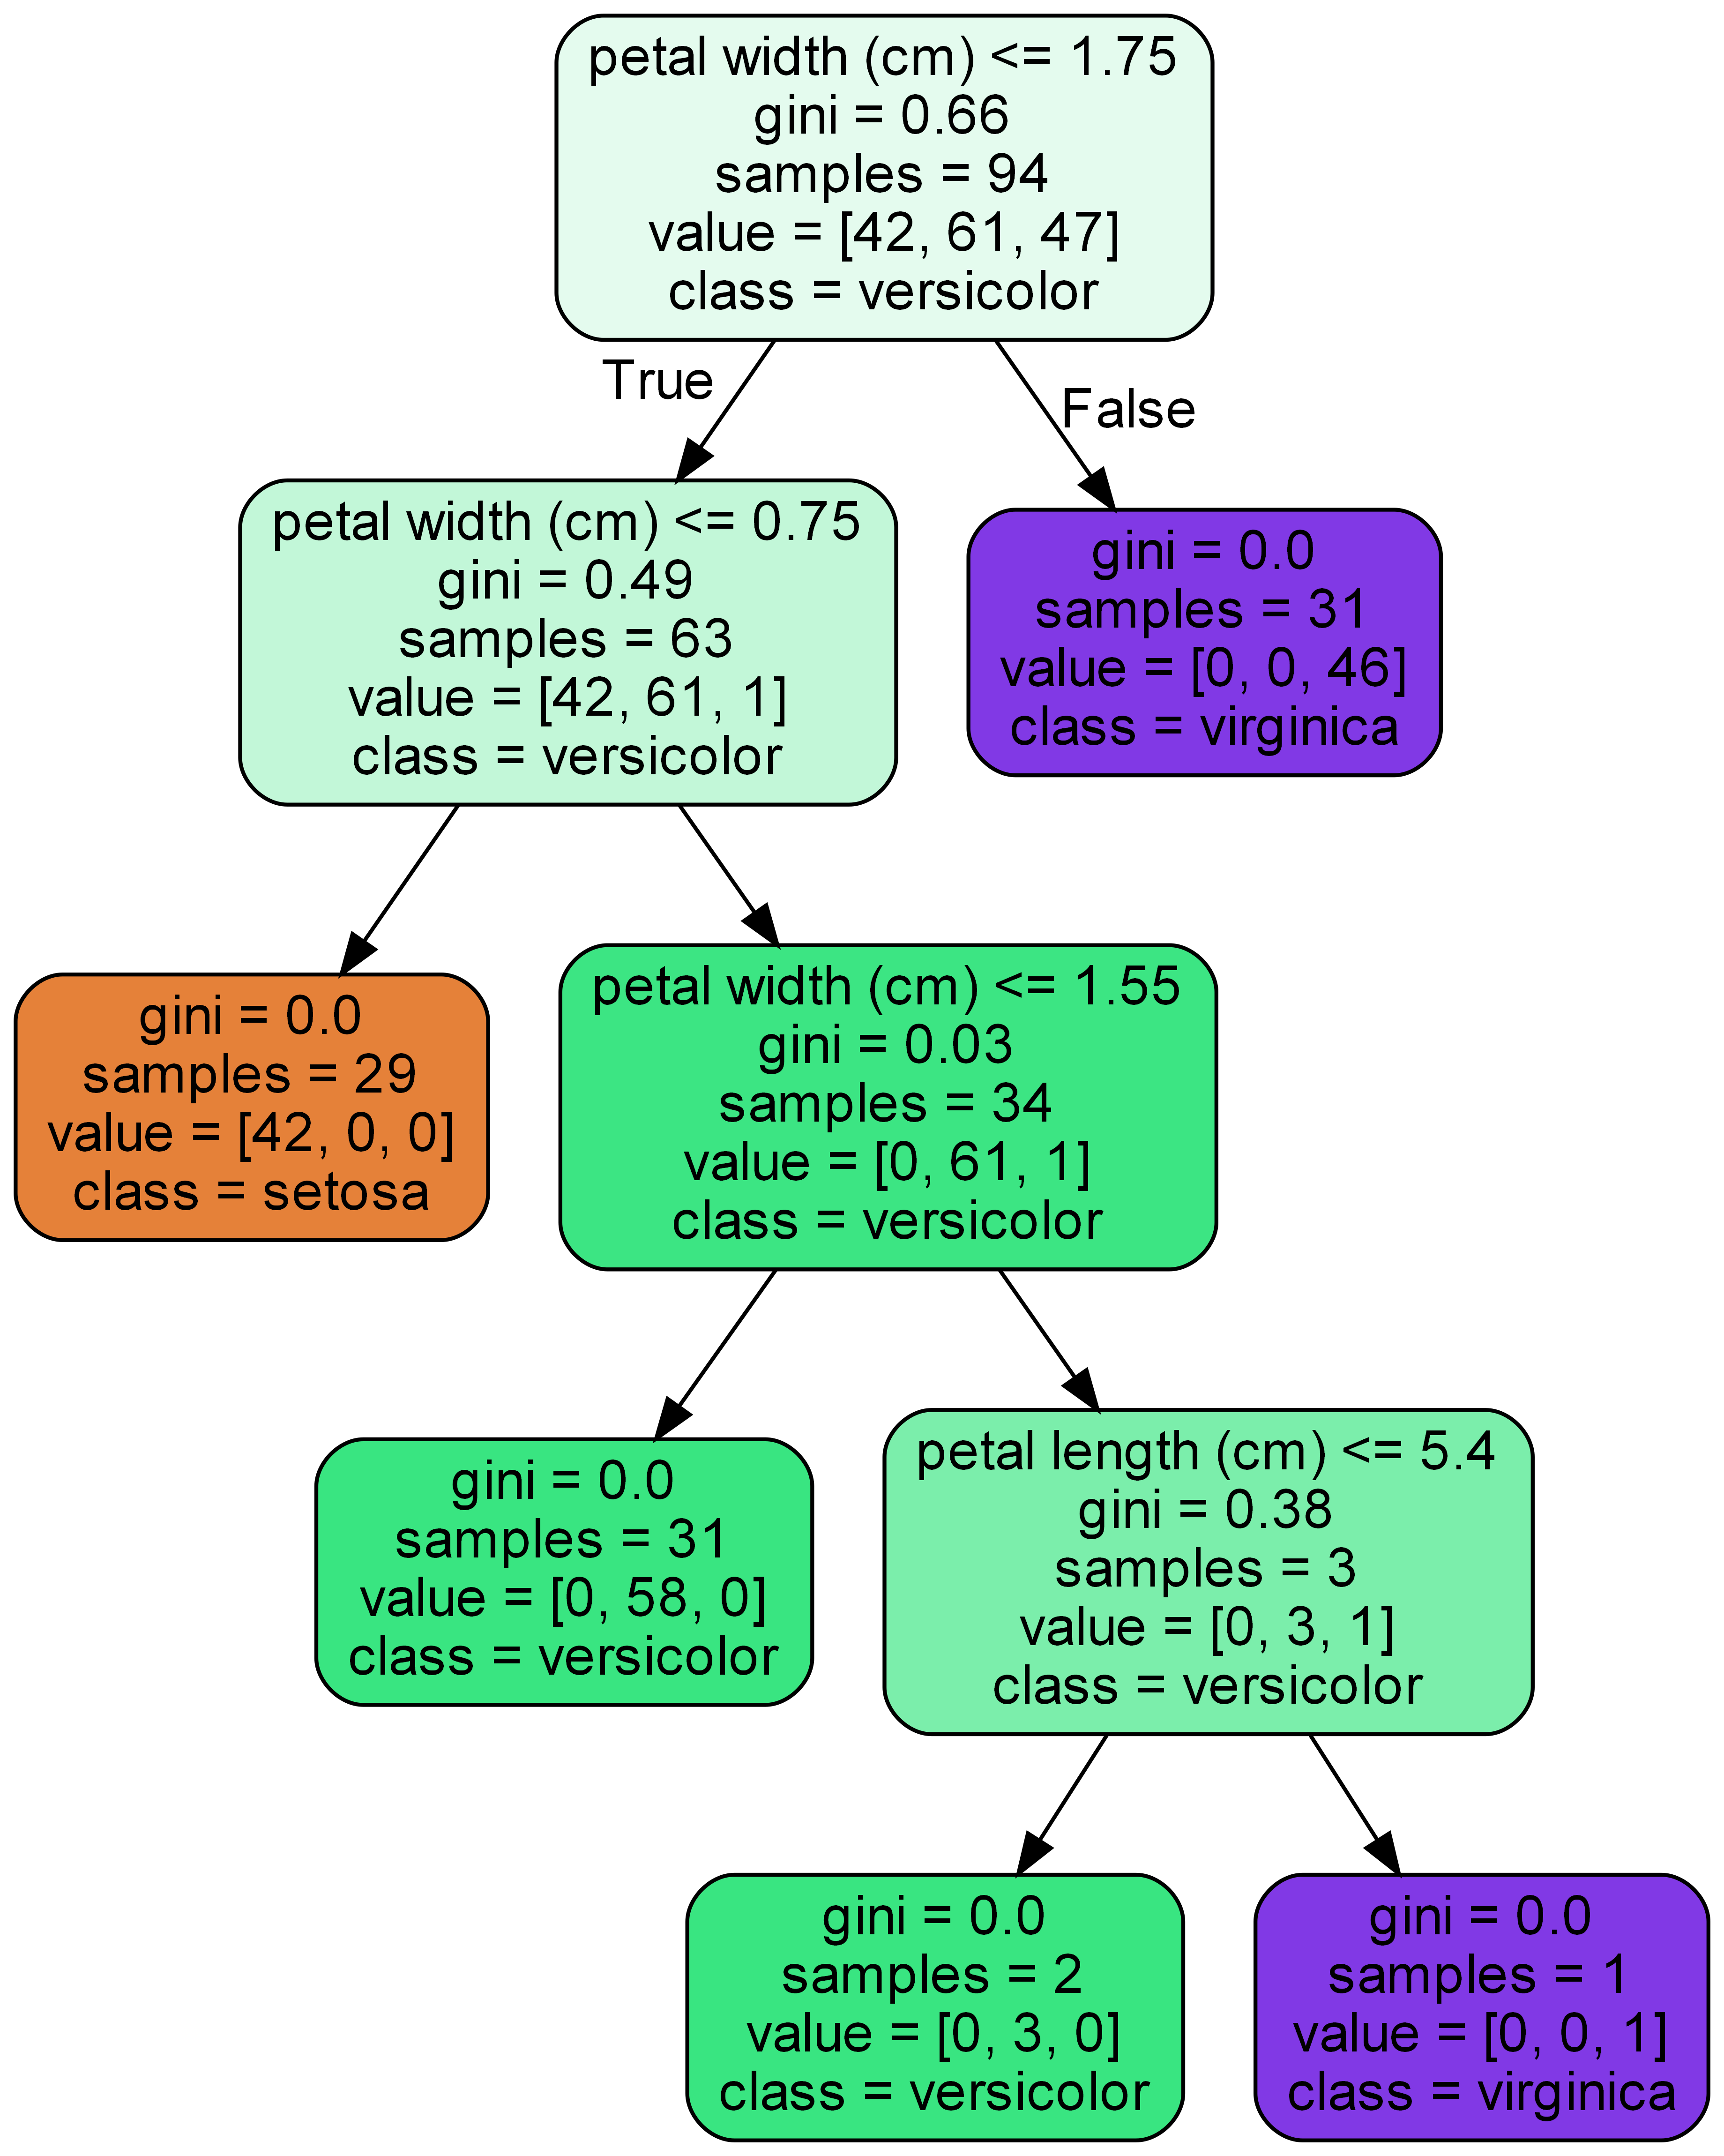 petal width (cm) <= 1.75
gini = 0.66
samples = 94
value = [42, 61, 47]
class = versicolor
True
False
petal width (cm) <= 0.75
gini = 0.49
samples = 63
value = [42, 61, 1]
class = versicolor
gini = 0.0
samples = 31
value = [0, 0, 46]
class = virginica
gini = 0.0
samples = 29
value = [42, 0, 0]
class = setosa
petal width (cm) <= 1.55
gini = 0.03
samples = 34
value = [0, 61, 1]
class = versicolor
gini = 0.0
samples = 31
value = [0, 58, 0]
class = versicolor
petal length (cm) <= 5.4
gini = 0.38
samples = 3
value = [0, 3, 1]
class = versicolor
gini = 0.0
samples = 2
value = [0, 3, 0]
class = versicolor
gini = 0.0
samples = 1
value = [0, 0, 1]
class = virginica